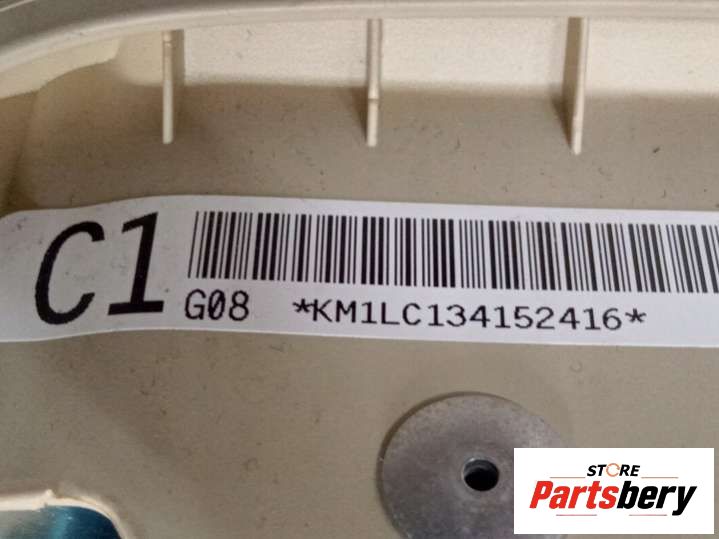 C1
G08 *KM1LC134152416*
STORE
Partsbery